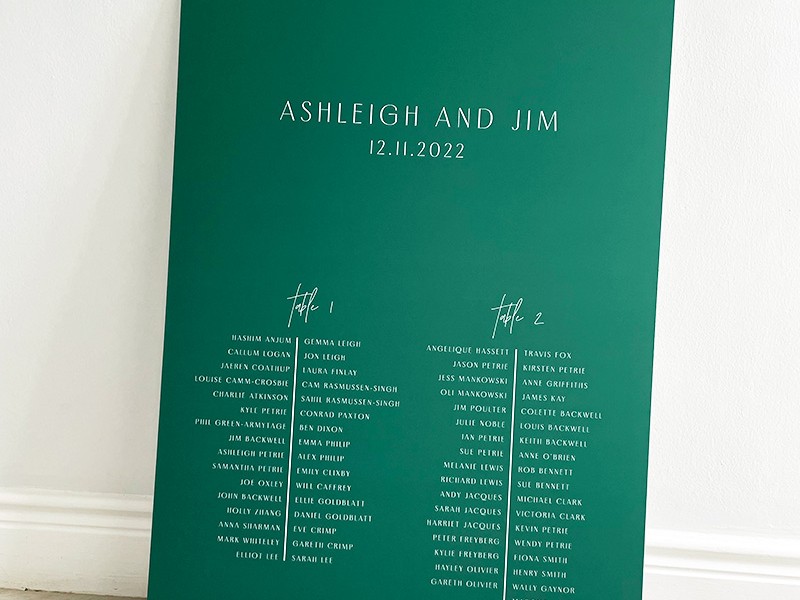 ASHLEIGH AND JIM
12.11.2022
Table 1
HASHIM ANJUM GEMMA LEIGH
CALLUM LOGAN JON LEIGH
JAEREN COATHUP LAURA FINLAY
LOUISE CAMM-CROSBIE CAM RASMUSSEN-SINGH
CHARLIE ATKINSON SAHIL RASMUSSEN-SINGH
KYLE PETRIE CONRAD PAXTON
PHIL GREEN-ARMYTAGE BEN DIXON
JIM BACKWELL EMMA PHILIP
ASHLEIGH PETRIE ALEX PHILIP
SAMANTHA PETRIE EMILY CLIXBY
JOE OXLEY WILL CAFFREY
JOHN BACKWELL ELLIE GOLDBLATT
HOLLY ZHANG DANIEL GOLDBLATT
ANNA SHARMAN EVE CRIMP
MARK WHITELEY GARETH CRIMP
ELLIOT LEE SARAH LEE
Table 2
ANGELIQUE HASSETT TRAVIS FOX
JASON PETRIE KIRSTEN PETRIE
JESS MANKOWSKI ANNE GRIFFITHS
OLI MANKOWSKI JAMES KAY
JIM POULTER COLETTE BACKWELL
JULIE NOBLE LOUIS BACKWELL
IAN PETRIE KEITH BACKWELL
SUE PETRIE ANNE O'BRIEN
MELANIE LEWIS ROB BENNETT
RICHARD LEWIS SUE BENNETT
ANDY JACQUES MICHAEL CLARK
SARAH JACQUES VICTORIA CLARK
HARRIET JACQUES KEVIN PETRIE
PETER FREYBERG WENDY PETRIE
KYLIE FREYBERG FIONA SMITH
HAYLEY OLIVIER HENRY SMITH
GARETH OLIVIER WALLY GAYNOR